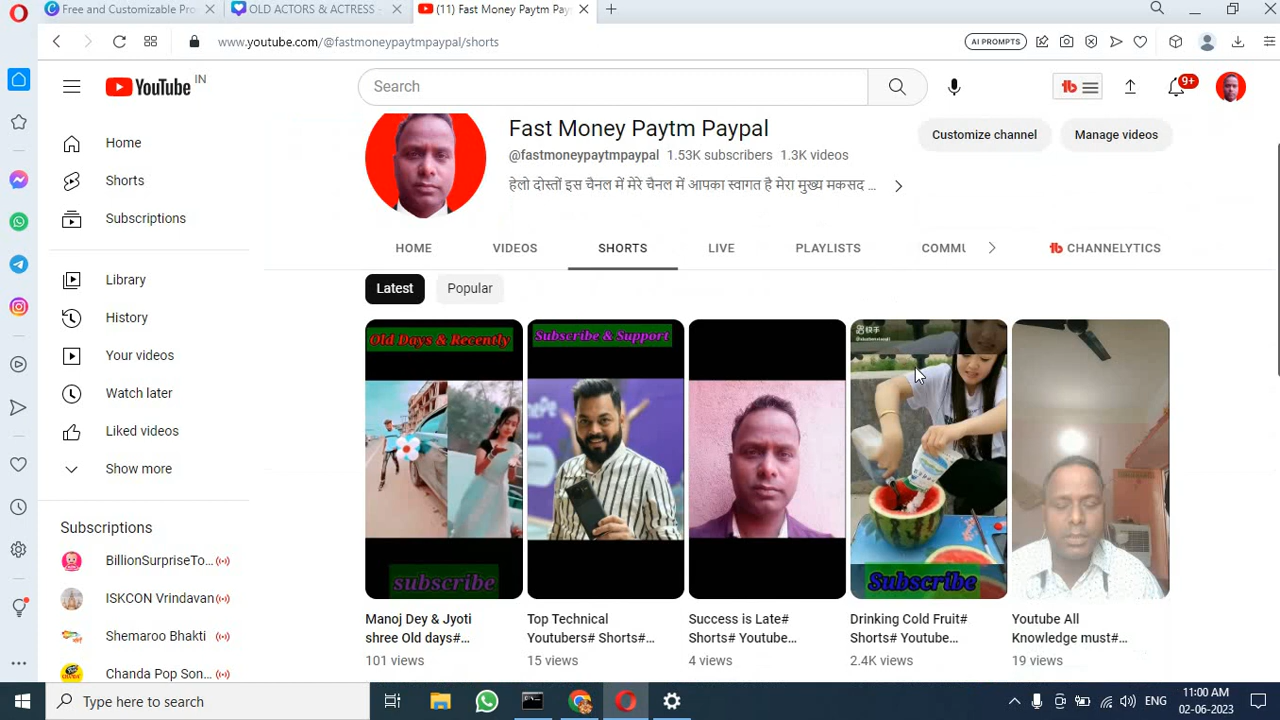 Free and Customizable Pro
OLD ACTORS & ACTRESS -
(11) Fast Money Paytm Pay
www.youtube.com/@fastmoneypaytmpaypal/shorts
AI PROMPTS
YouTube IN
Search
9+
Home
Shorts
Subscriptions
Library
History
Your videos
Watch later
Liked videos
Show more
Subscriptions
BillionSurpriseTo...
ISKCON Vrindavan
Shemaroo Bhakti
Chanda Pop Son...
Fast Money Paytm Paypal
@fastmoneypaytmpaypal 1.53K subscribers 1.3K videos
हेलो दोस्तों इस चैनल में मेरे चैनल में आपका स्वागत है मेरा मुख्य मकसद ...
Customize channel
Manage videos
HOME VIDEOS SHORTS LIVE PLAYLISTS COMMU CHANNELYTICS
Latest Popular
Old Days & Recently
subscribe
Manoj Dey & Jyoti
shree Old days#...
101 views
Subscribe & Support
Top Technical
Youtubers# Shorts#...
15 views
Success is Late#
Shorts# Youtube...
4 views
快手
Subscribe
Drinking Cold Fruit#
Shorts# Youtube...
2.4K views
Youtube All
Knowledge must#...
19 views
Type here to search
ENG
11:00 AM
02-06-2023